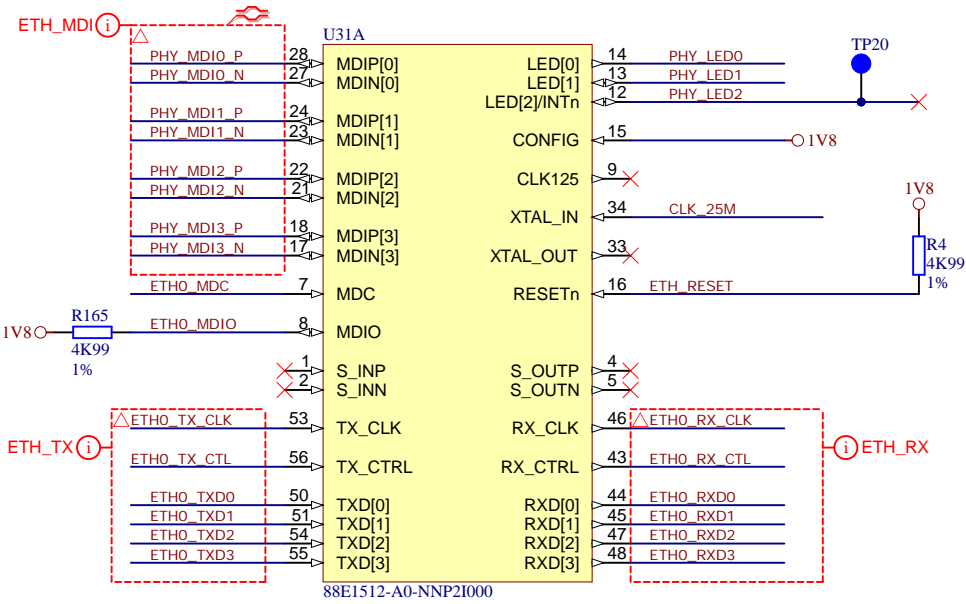 ETH_MDI
U31A
TP20
PHY_MDI0_P 28 MDIP[0] LED[0] 14 PHY_LED0
PHY_MDI0_N 27 MDIN[0] LED[1] 13 PHY_LED1
LED[2]/INTn 12 PHY_LED2
PHY_MDI1_P 24 MDIP[1]
PHY_MDI1_N 23 MDIN[1] CONFIG 15 1V8
PHY_MDI2_P 22 MDIP[2] CLK125 9
PHY_MDI2_N 21 MDIN[2]
1V8
XTAL_IN 34 CLK_25M
PHY_MDI3_P 18 MDIP[3]
PHY_MDI3_N 17 MDIN[3] XTAL_OUT 33
R4
4K99
1%
ETH0_MDC 7 MDC RESETn 16 ETH_RESET
R165
1V8 ETH0_MDIO 8 MDIO
4K99
1%
1 S_INP S_OUTP 4
2 S_INN S_OUTN 5
ETH0_TX_CLK 53 TX_CLK RX_CLK 46 ETH0_RX_CLK
ETH_TX ETH_RX
ETH0_TX_CTL 56 TX_CTRL RX_CTRL 43 ETH0_RX_CTL
ETH0_TXD0 50 TXD[0] RXD[0] 44 ETH0_RXD0
ETH0_TXD1 51 TXD[1] RXD[1] 45 ETH0_RXD1
ETH0_TXD2 54 TXD[2] RXD[2] 47 ETH0_RXD2
ETH0_TXD3 55 TXD[3] RXD[3] 48 ETH0_RXD3
88E1512-A0-NNP2I000